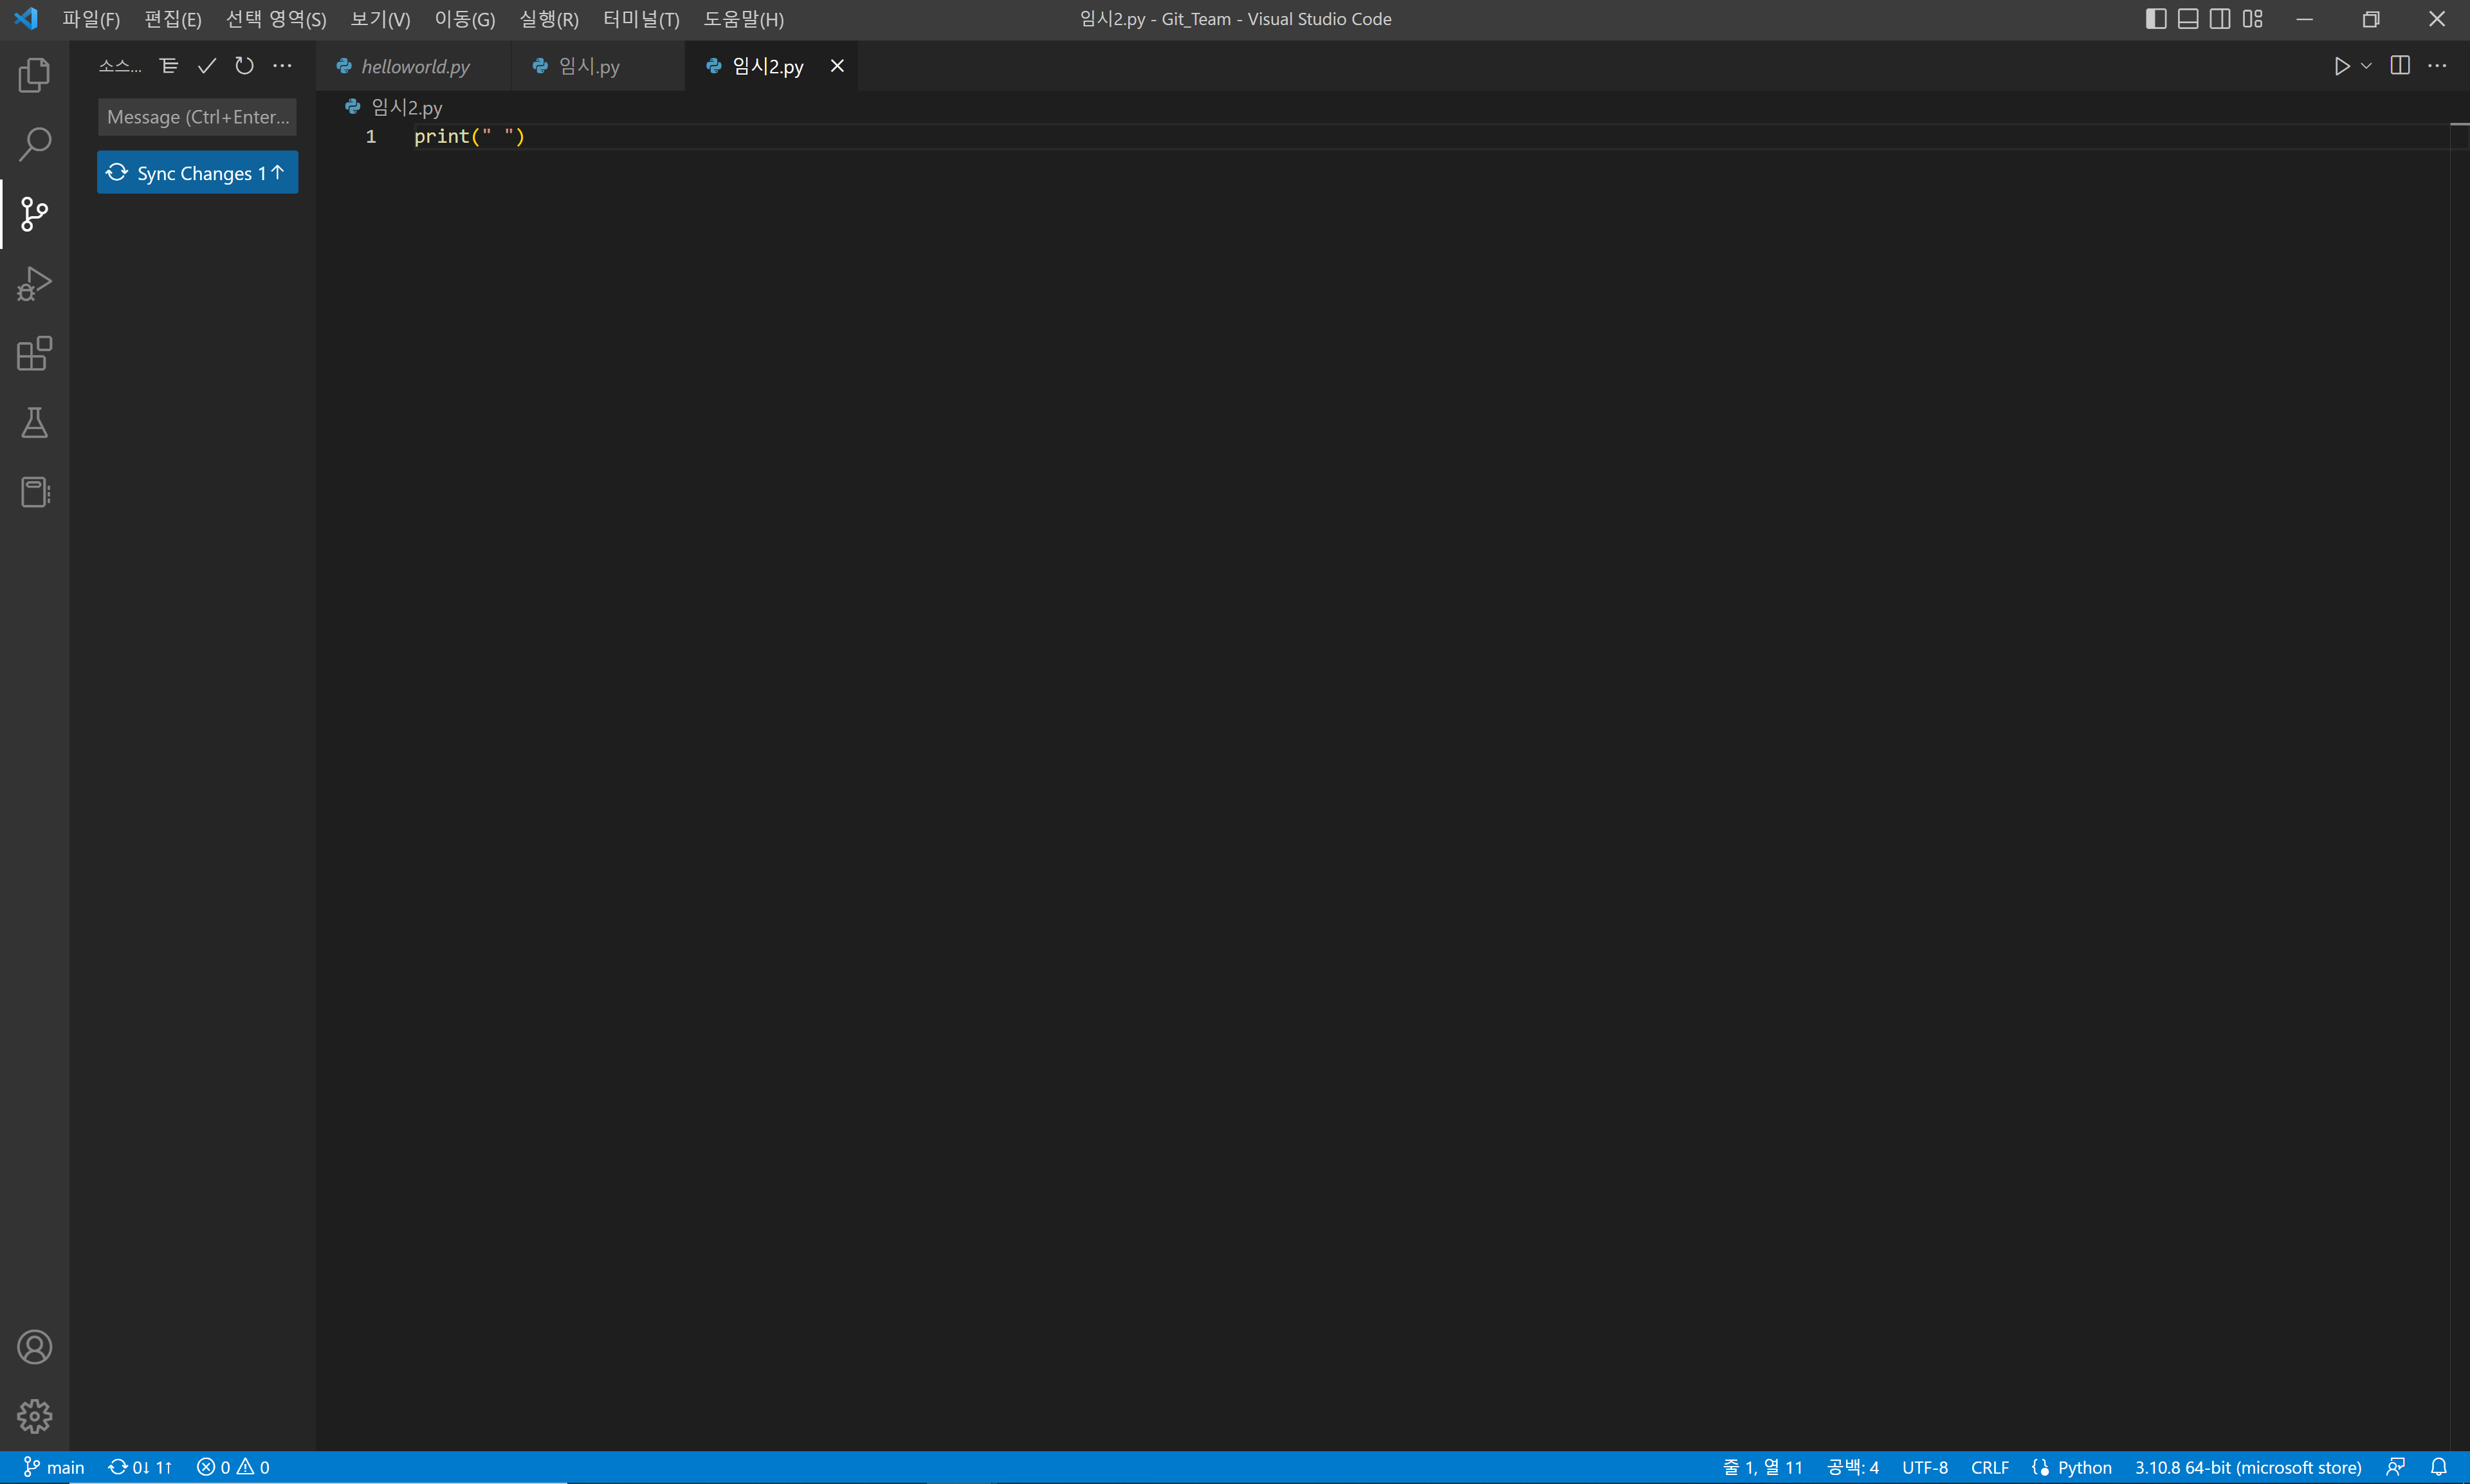 파일(F) 편집(E) 선택 영역(S) 보기(V) 이동(G) 실행(R) 터미널(T) 도움말(H) 임시2.py - Git_Team - Visual Studio Code
소스... helloworld.py 임시.py 임시2.py
Message (Ctrl+Enter...
임시2.py
1 print(" ")
Sync Changes 1↑
main 0↓ 1↑ 0 0 줄 1, 열 11 공백: 4 UTF-8 CRLF Python 3.10.8 64-bit (microsoft store)